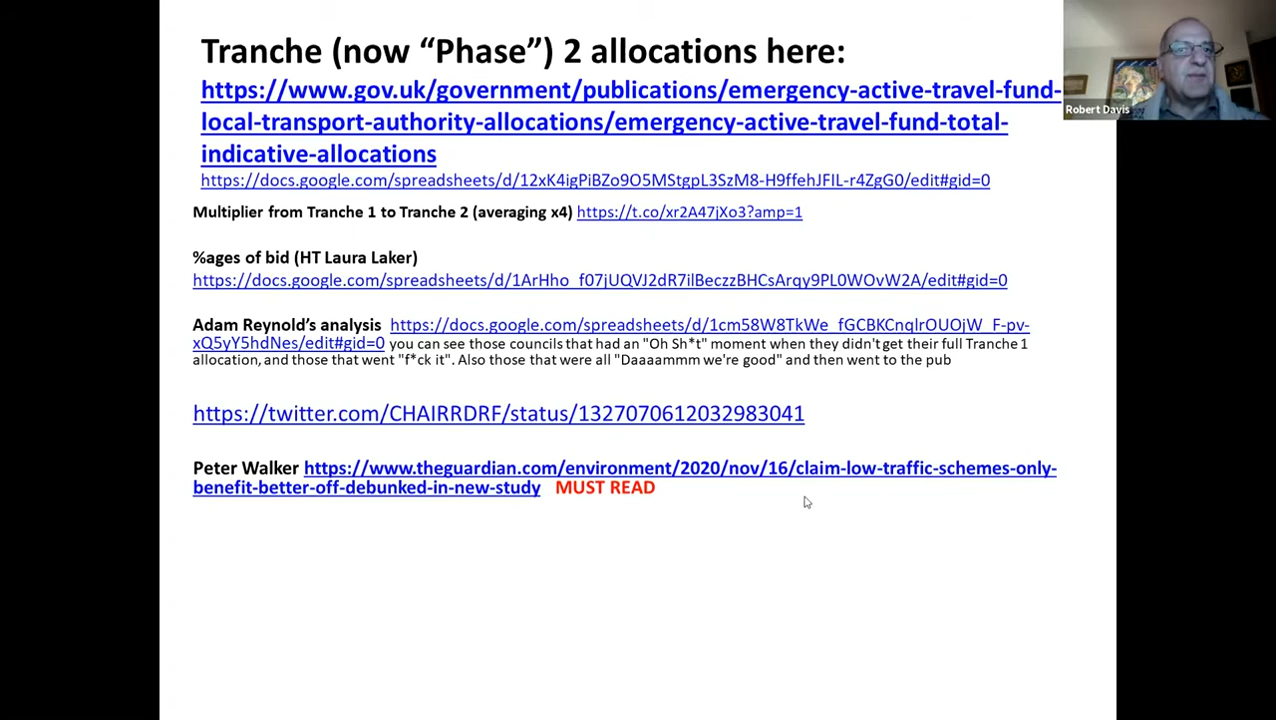 Tranche (now “Phase”) 2 allocations here:
https://www.gov.uk/government/publications/emergency-active-travel-fund-
local-transport-authority-allocations/emergency-active-travel-fund-total-
indicative-allocations
https://docs.google.com/spreadsheets/d/12xK4igPiBZo9O5MStgpL3SzM8-H9ffehJFIL-r4ZgG0/edit#gid=0
Multiplier from Tranche 1 to Tranche 2 (averaging x4) https://t.co/xr2A47jXo3?amp=1
%ages of bid (HT Laura Laker)
https://docs.google.com/spreadsheets/d/1ArHho_f07jUQVJ2dR7ilBeczzBHCsArqy9PL0WOvW2A/edit#gid=0
Adam Reynold’s analysis https://docs.google.com/spreadsheets/d/1cm58W8TkWe_fGCBKCnqlrOUOjW_F-pv-
xQ5yY5hdNes/edit#gid=0 you can see those councils that had an "Oh Sh*t" moment when they didn't get their full Tranche 1
allocation, and those that went "f*ck it". Also those that were all "Daaaammm we're good" and then went to the pub
https://twitter.com/CHAIRRDRF/status/1327070612032983041
Peter Walker https://www.theguardian.com/environment/2020/nov/16/claim-low-traffic-schemes-only-
benefit-better-off-debunked-in-new-study MUST READ
Robert Davis